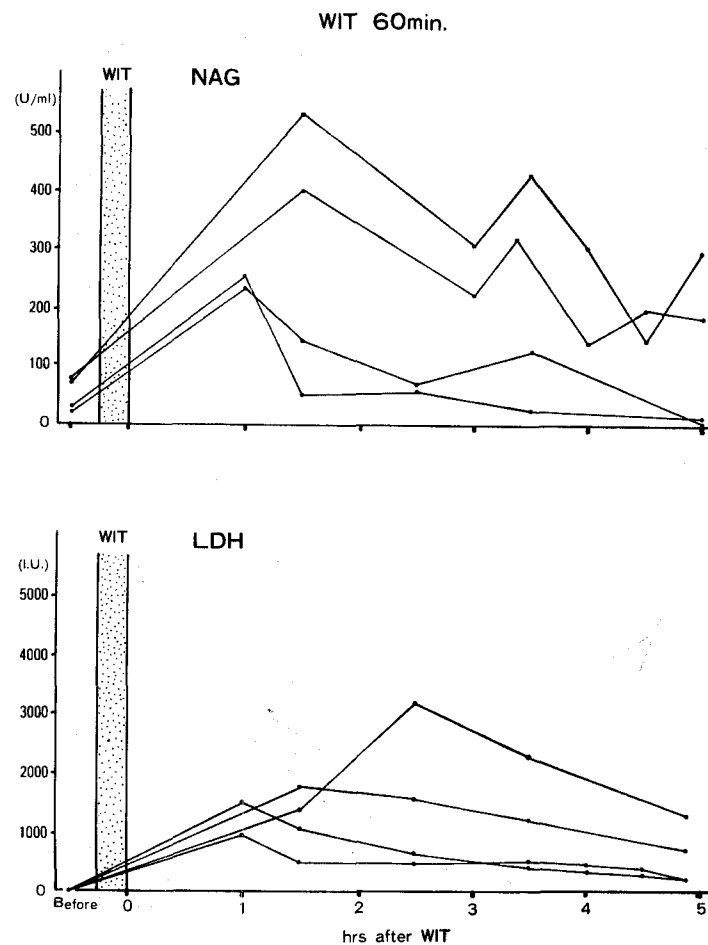 WIT 60min.
WIT
NAG
(U/ml)
500
400
300
200
100
0
WIT
LDH
(I.U.)
5000
4000
3000
2000
1000
0
Before 0 1 2 3 4 5
hrs after WIT